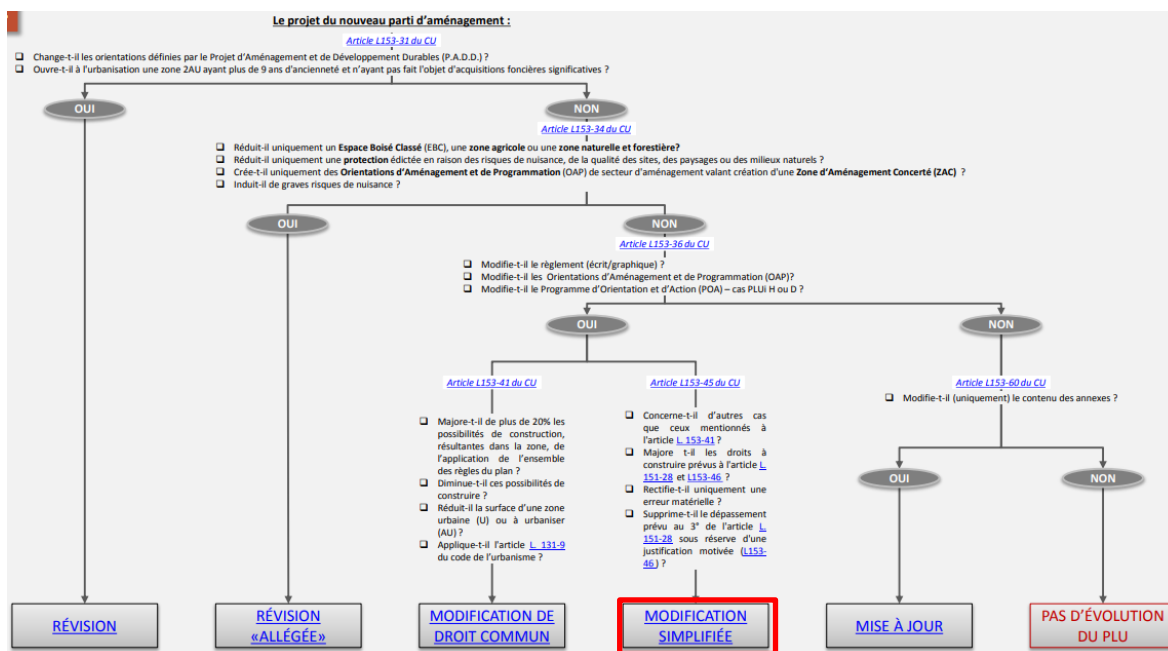 Le projet du nouveau parti d'aménagement :
Article L153-31 du CU
❑ Change-t-il les orientations définies par le Projet d'Aménagement et de Développement Durables (P.A.D.D.) ?
❑ Ouvre-t-il à l'urbanisation une zone 2AU ayant plus de 9 ans d'ancienneté et n'ayant pas fait l'objet d'acquisitions foncières significatives ?
OUI
NON
Article L153-34 du CU
❑ Réduit-il uniquement un Espace Boisé Classé (EBC), une zone agricole ou une zone naturelle et forestière?
❑ Réduit-il uniquement une protection édictée en raison des risques de nuisance, de la qualité des sites, des paysages ou des milieux naturels ?
❑ Crée-t-il uniquement des Orientations d'Aménagement et de Programmation (OAP) de secteur d'aménagement valant création d'une Zone d'Aménagement Concerté (ZAC) ?
❑ Induit-il de graves risques de nuisance ?
OUI
NON
Article L153-36 du CU
❑ Modifie-t-il le règlement (écrit/graphique) ?
❑ Modifie-t-il les Orientations d'Aménagement et de Programmation (OAP)?
❑ Modifie-t-il le Programme d'Orientation et d'Action (POA) – cas PLUi H ou D ?
OUI
NON
Article L153-41 du CU
❑ Majore-t-il de plus de 20% les
possibilités de construction,
résultantes dans la zone, de
l'application de l'ensemble
des règles du plan ?
❑ Diminue-t-il ces possibilités de
construire ?
❑ Réduit-il la surface d'une zone
urbaine (U) ou à urbaniser
(AU) ?
❑ Applique-t-il l'article L. 131-9
du code de l'urbanisme ?
Article L153-45 du CU
❑ Concerne-t-il d'autres cas
que ceux mentionnés à
l'article L. 153-41 ?
❑ Majore t-il les droits à
construire prévus à l'article L.
151-28 et L153-46 ?
❑ Rectifie-t-il uniquement une
erreur matérielle ?
❑ Supprime-t-il le dépassement
prévu au 3° de l'article L.
151-28 sous réserve d'une
justification motivée (L153-
46 ) ?
Article L153-60 du CU
❑ Modifie-t-il (uniquement) le contenu des annexes ?
OUI
NON
RÉVISION
RÉVISION
«ALLÉGÉE»
MODIFICATION DE
DROIT COMMUN
MODIFICATION
SIMPLIFIÉE
MISE À JOUR
PAS D'ÉVOLUTION
DU PLU